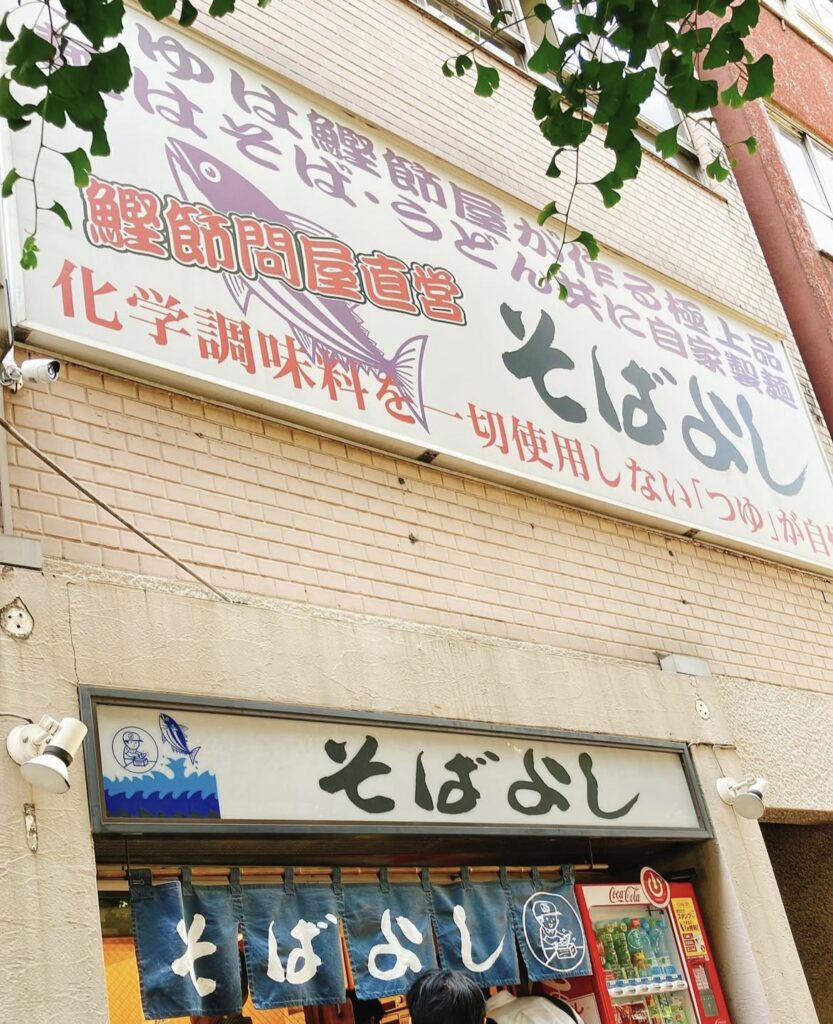 ゆは鰹節屋が作る極上品
はそば・うどん共に自家製麺
鰹節問屋直営
そばよし
化学調味料を一切使用しない「つゆ」が自
そばよし
そばよし
Coca-Cola